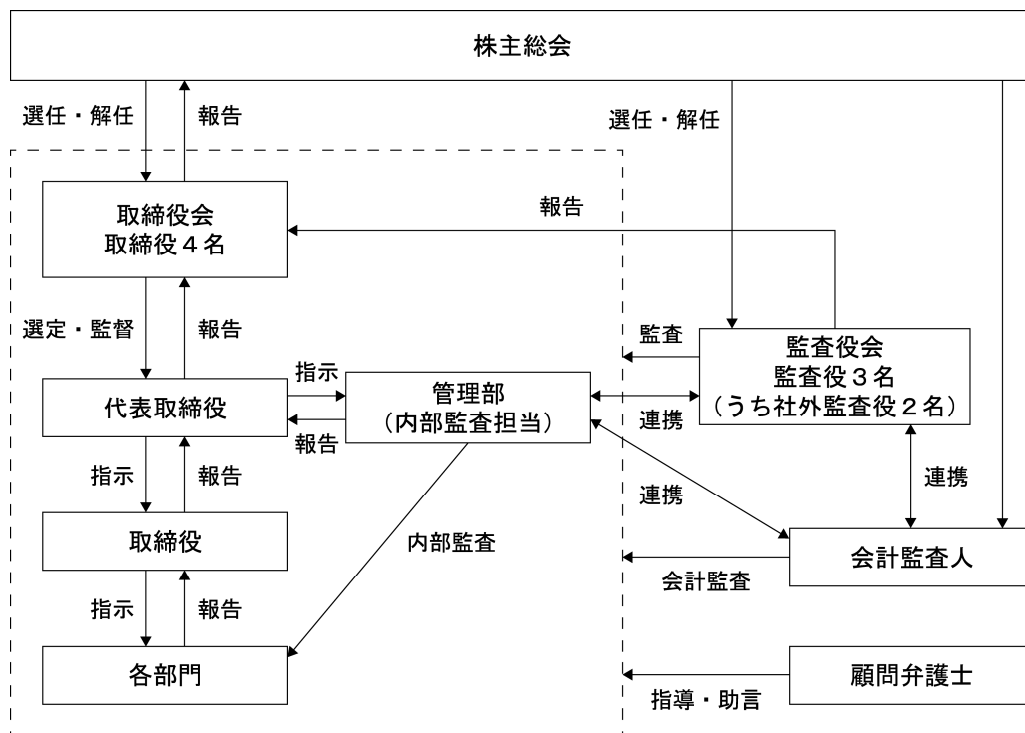 株主総会
選任・解任
報告
選任・解任
取締役会
取締役4名
報告
選定・監督
報告
監査
監査役会
監査役3名
(うち社外監査役2名)
指示
代表取締役
管理部
(内部監査担当)
報告
連携
指示
報告
連携
連携
取締役
内部監査
会計監査人
会計監査
指示
報告
各部門
顧問弁護士
指導・助言